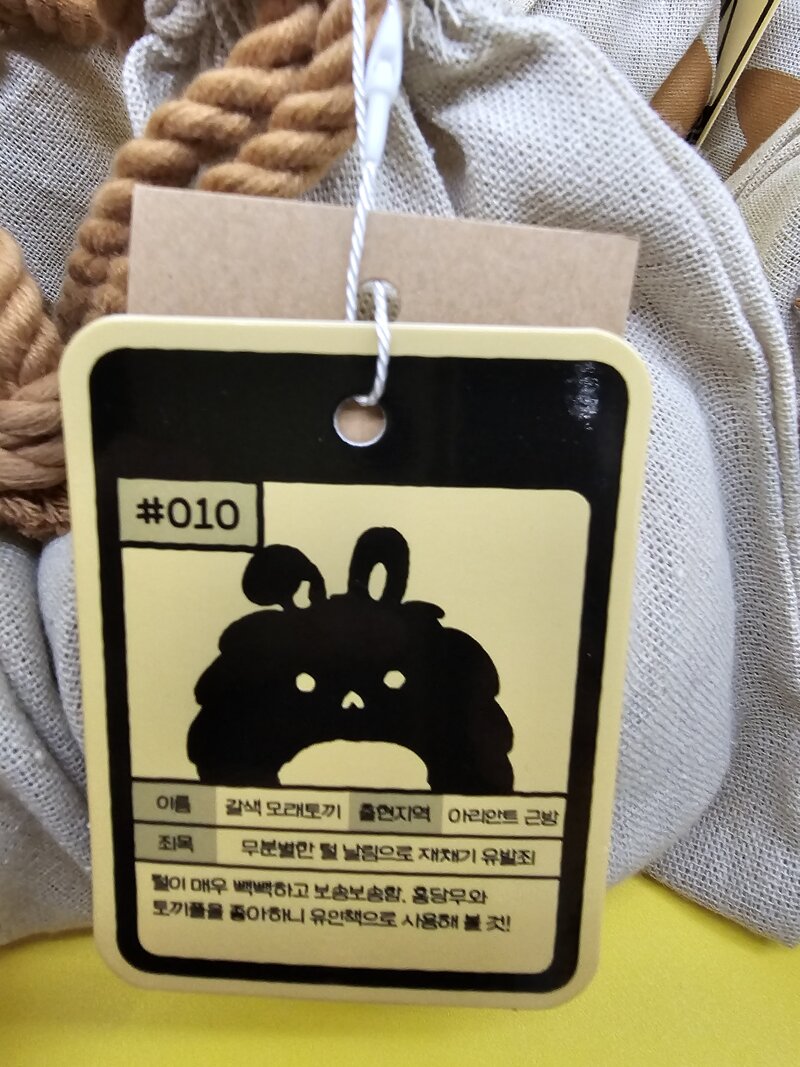 #010
이름 갈색 모래토끼 출현지역 아리안트 근방
죄목 무분별한 털 날림으로 재채기 유발죄
털이 매우 빽빽하고 보송보송함. 홍당무와
토끼풀을 좋아하니 유인책으로 사용해 볼 것!